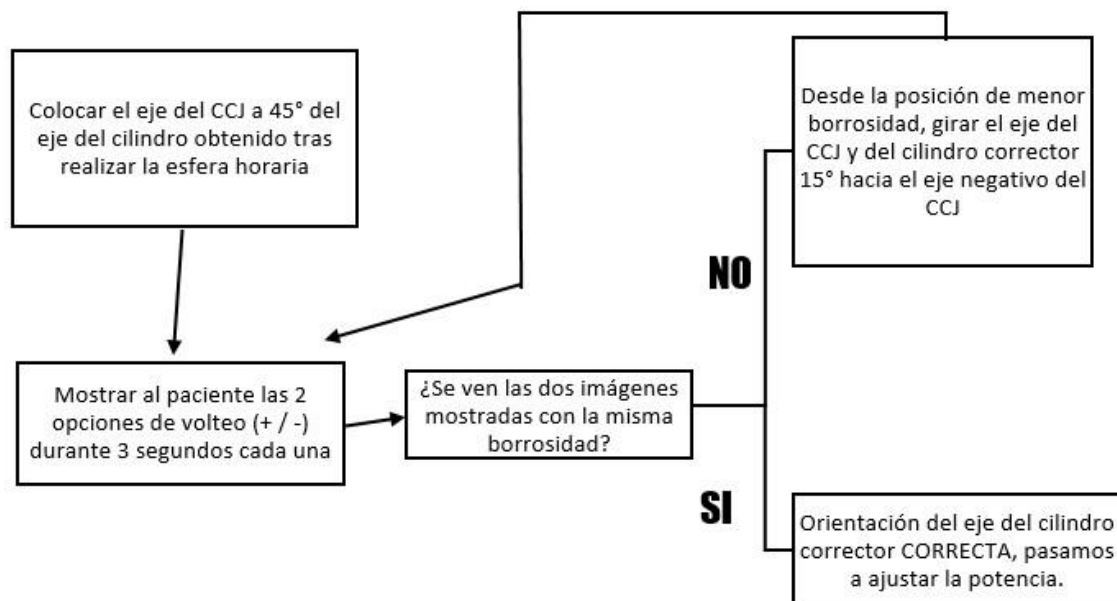 Colocar el eje del CCJ a 45° del
eje del cilindro obtenido tras
realizar la esfera horaria
Mostrar al paciente las 2
opciones de volteo (+ / -)
durante 3 segundos cada una
¿Se ven las dos imágenes
mostradas con la misma
borrosidad?
NO
Desde la posición de menor
borrosidad, girar el eje del
CCJ y del cilindro corrector
15° hacia el eje negativo del
CCJ
SI
Orientación del eje del cilindro
corrector CORRECTA, pasamos
a ajustar la potencia.